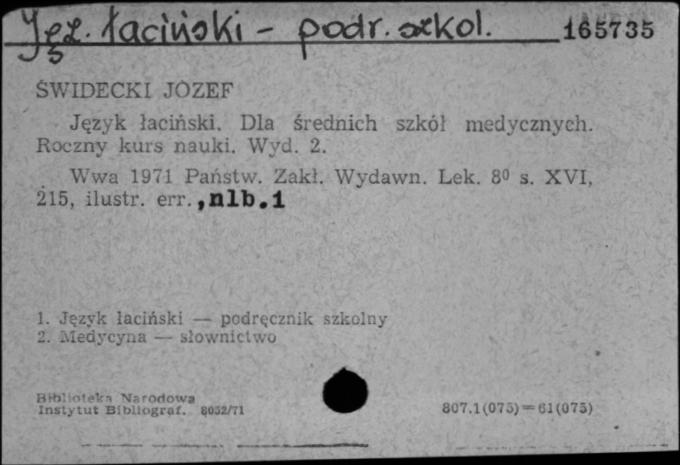 Jęz. łaciński - podr. szkol. 165735
ŚWIDECKI JÓZEF
Język łaciński. Dla średnich szkół medycznych.
Roczny kurs nauki. Wyd. 2.
Wwa 1971 Państw. Zakł. Wydawn. Lek. 8⁰ s. XVI,
215, ilustr. err.,nlb.1
1. Język łaciński — podręcznik szkolny
2. Medycyna — słownictwo
Biblioteka Narodowa
Instytut Bibliograf. 8052/71
807.1(075)=61(075)